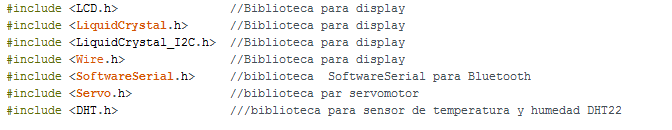 #include <LCD.h> //Biblioteca para display
#include <LiquidCrystal.h> //Biblioteca para display
#include <LiquidCrystal_I2C.h> //Biblioteca para display
#include <Wire.h> //Biblioteca para display
#include <SoftwareSerial.h> //biblioteca SoftwareSerial para Bluetooth
#include <Servo.h> //biblioteca par servomotor
#include <DHT.h> ///biblioteca para sensor de temperatura y humedad DHT22